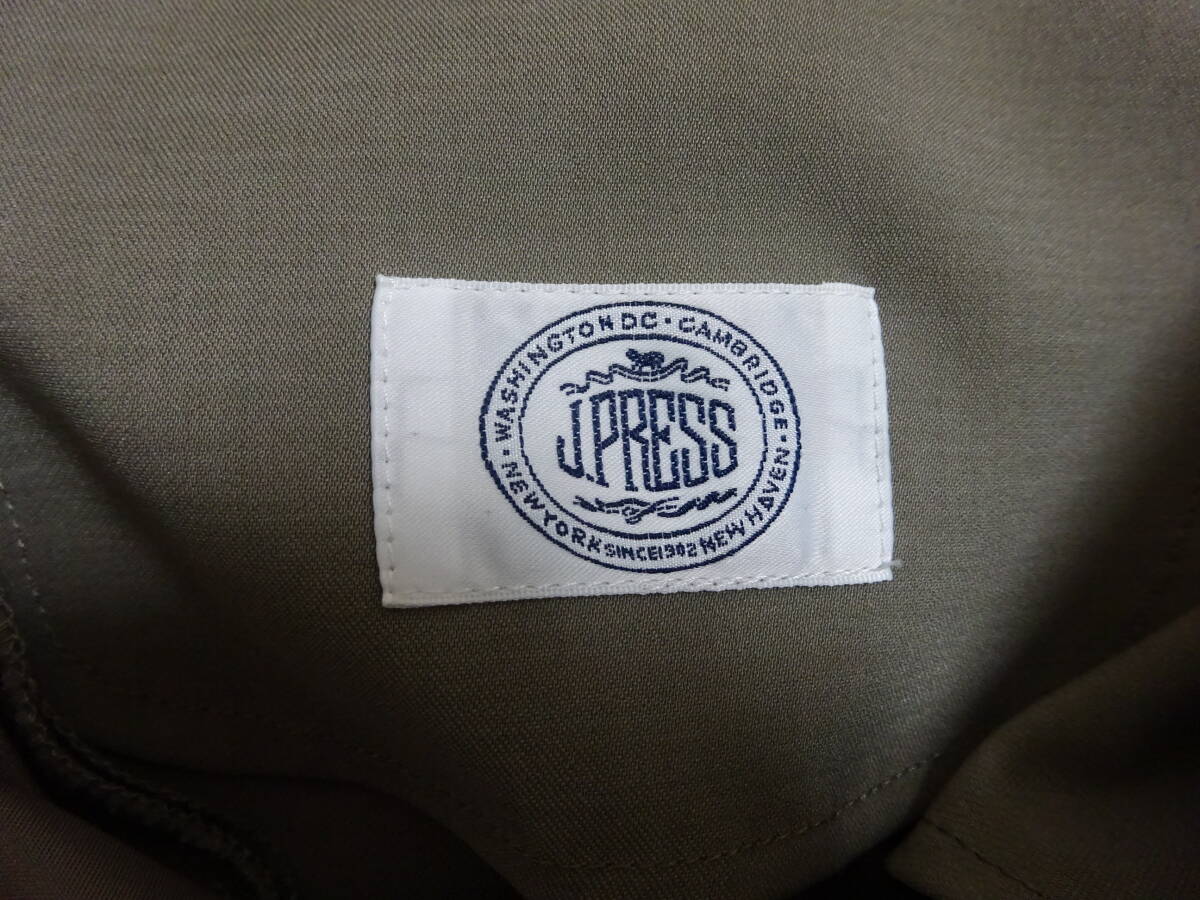 · WASHINGTON DC · CAMBRIDGE ·
J.PRESS
NEW YORK SINCE 1902 NEW HAVEN